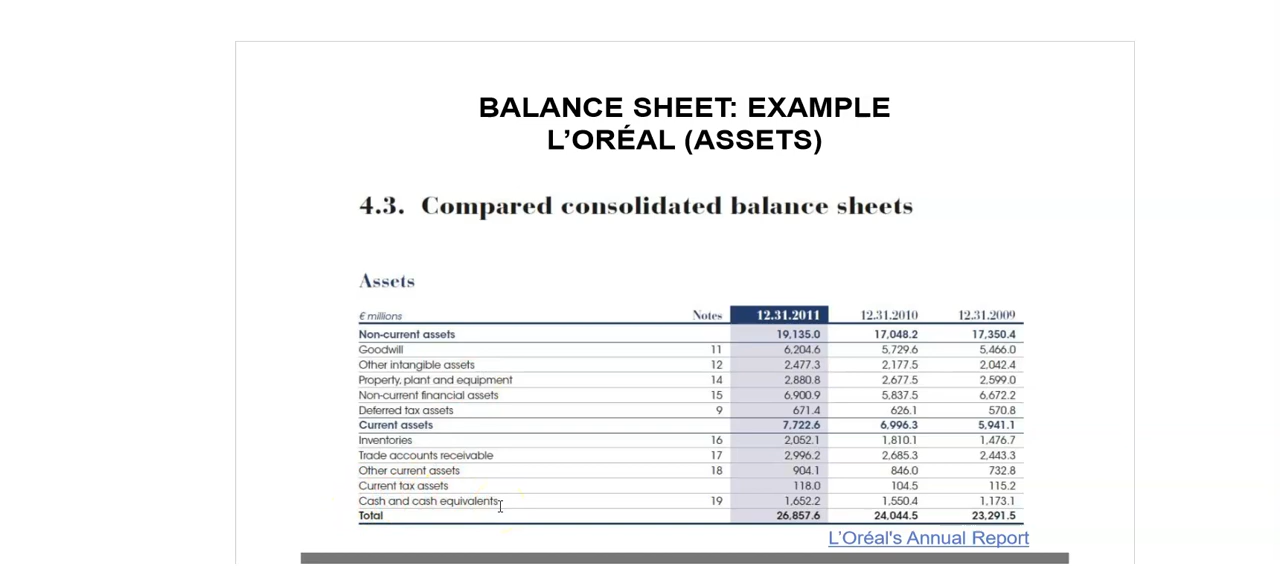 BALANCE SHEET: EXAMPLE
L'ORÉAL (ASSETS)
4.3. Compared consolidated balance sheets
Assets
€ millions Notes 12.31.2011 12.31.2010 12.31.2009
Non-current assets 19,135.0 17,048.2 17,350.4
Goodwill 11 6,204.6 5,729.6 5,466.0
Other intangible assets 12 2,477.3 2,177.5 2,042.4
Property, plant and equipment 14 2,880.8 2,677.5 2,599.0
Non-current financial assets 15 6,900.9 5,837.5 6,672.2
Deferred tax assets 9 671.4 626.1 570.8
Current assets 7,722.6 6,996.3 5,941.1
Inventories 16 2,052.1 1,810.1 1,476.7
Trade accounts receivable 17 2,996.2 2,685.3 2,443.3
Other current assets 18 904.1 846.0 732.8
Current tax assets 118.0 104.5 115.2
Cash and cash equivalents 19 1,652.2 1,550.4 1,173.1
Total 26,857.6 24,044.5 23,291.5
L'Oréal's Annual Report